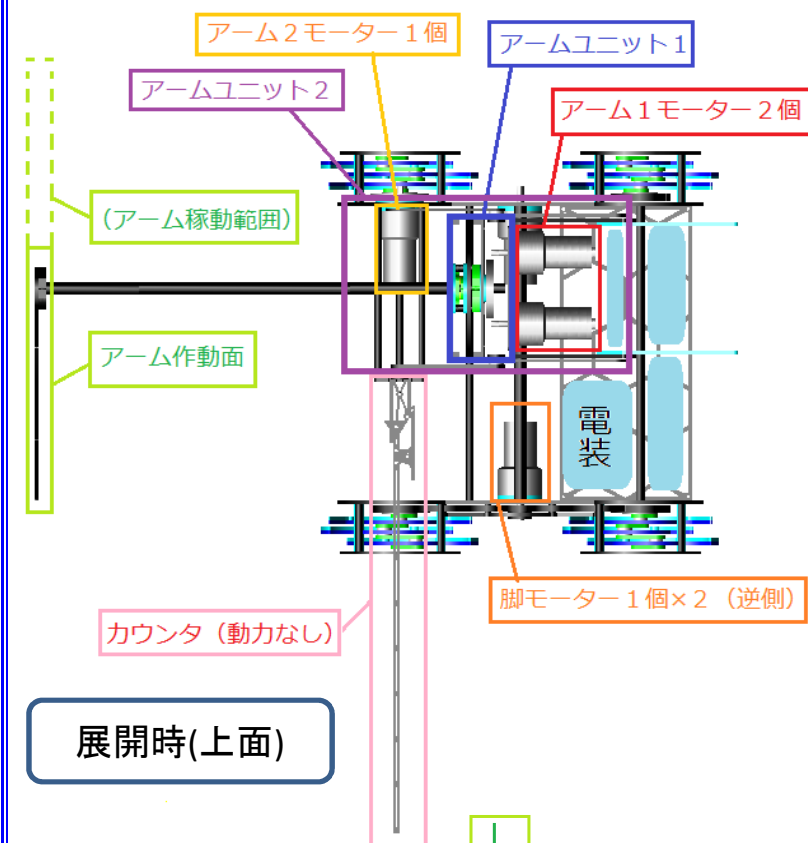 アーム２モーター１個
アームユニット１
アームユニット２
アーム１モーター２個
（アーム稼動範囲）
アーム作動面
電
装
脚モーター１個×２（逆側）
カウンタ（動力なし）
展開時(上面)